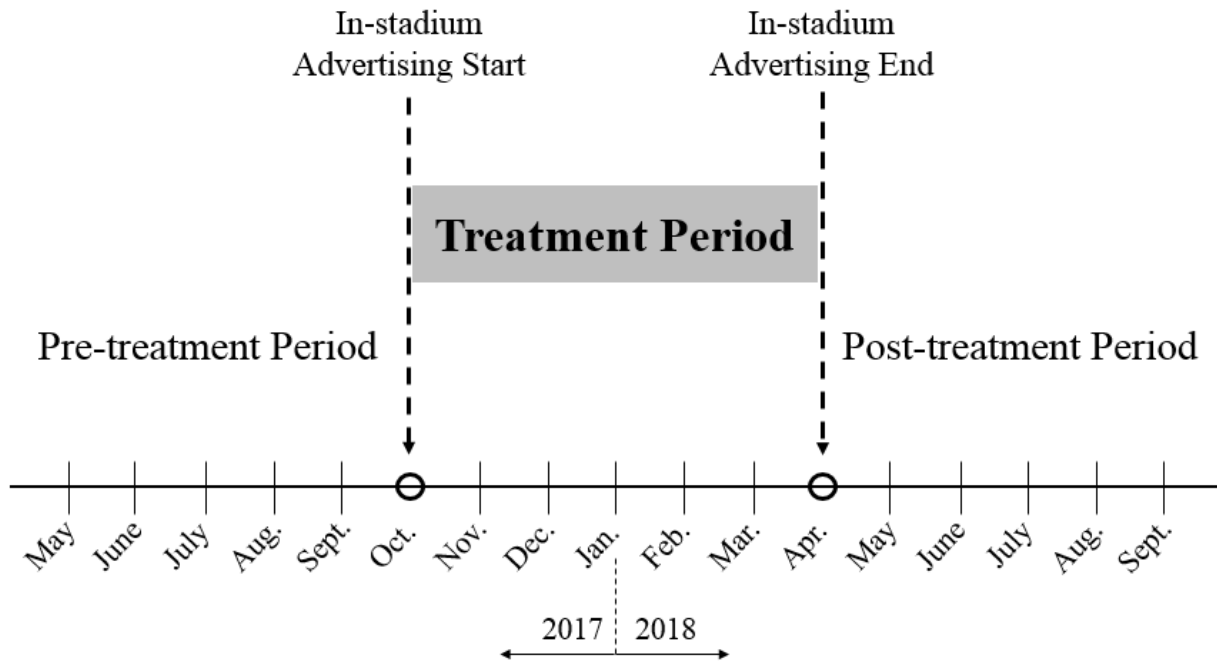 In-stadium
Advertising Start
In-stadium
Advertising End
Treatment Period
Pre-treatment Period
Post-treatment Period
May June July Aug. Sept. Oct. Nov. Dec. Jan. Feb. Mar. Apr. May June July Aug. Sept.
2017 2018